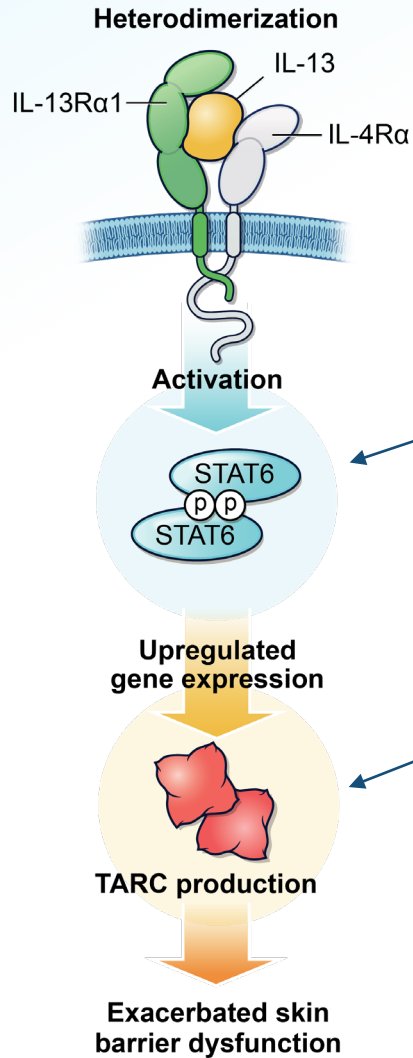 Heterodimerization
IL-13
IL-13Rα1
IL-4Rα
Activation
STAT6
p p
STAT6
Upregulated
gene expression
TARC production
Exacerbated skin
barrier dysfunction